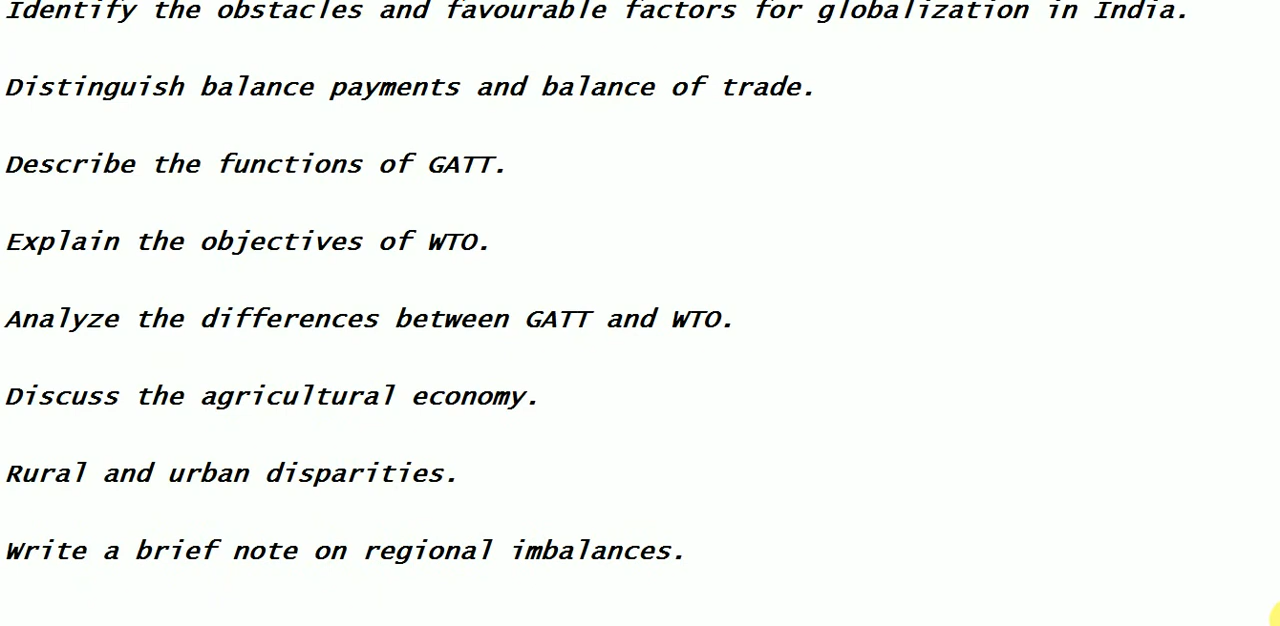 Identify the obstacles and favourable factors for globalization in India.
Distinguish balance payments and balance of trade.
Describe the functions of GATT.
Explain the objectives of WTO.
Analyze the differences between GATT and WTO.
Discuss the agricultural economy.
Rural and urban disparities.
Write a brief note on regional imbalances.